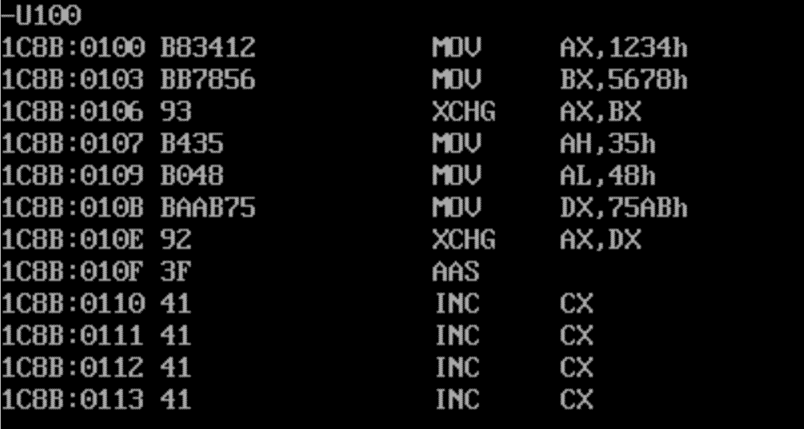 -U100
1C8B:0100 B83412 MOV AX,1234h
1C8B:0103 BB7856 MOV BX,5678h
1C8B:0106 93 XCHG AX,BX
1C8B:0107 B435 MOV AH,35h
1C8B:0109 B048 MOV AL,48h
1C8B:010B BAAB75 MOV DX,75ABh
1C8B:010E 92 XCHG AX,DX
1C8B:010F 3F AAS
1C8B:0110 41 INC CX
1C8B:0111 41 INC CX
1C8B:0112 41 INC CX
1C8B:0113 41 INC CX